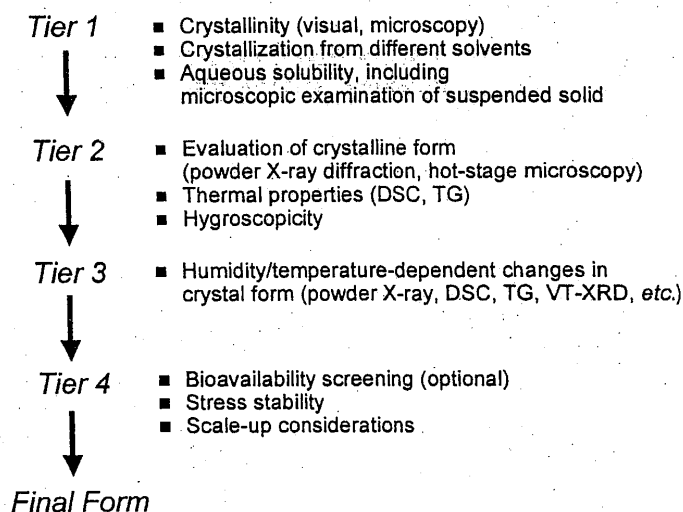 Tier 1
■ Crystallinity (visual, microscopy)
■ Crystallization from different solvents
■ Aqueous solubility, including
microscopic examination of suspended solid
Tier 2
■ Evaluation of crystalline form
(powder X-ray diffraction, hot-stage microscopy)
■ Thermal properties (DSC, TG)
■ Hygroscopicity
Tier 3
■ Humidity/temperature-dependent changes in
crystal form (powder X-ray, DSC, TG, VT-XRD, etc.)
Tier 4
■ Bioavailability screening (optional)
■ Stress stability
■ Scale-up considerations
Final Form